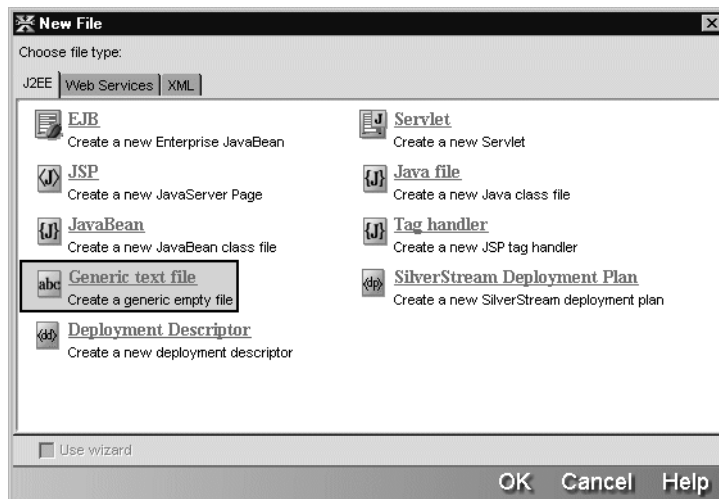 New File
Choose file type:
J2EE Web Services XML
EJB
Create a new Enterprise JavaBean
JSP
Create a new JavaServer Page
JavaBean
Create a new JavaBean class file
abc Generic text file
Create a generic empty file
<dd> Deployment Descriptor
Create a new deployment descriptor
J Servlet
Create a new Servlet
{J} Java file
Create a new Java class file
{J} Tag handler
Create a new JSP tag handler
<dp> SilverStream Deployment Plan
Create a new SilverStream deployment plan
Use wizard
OK Cancel Help